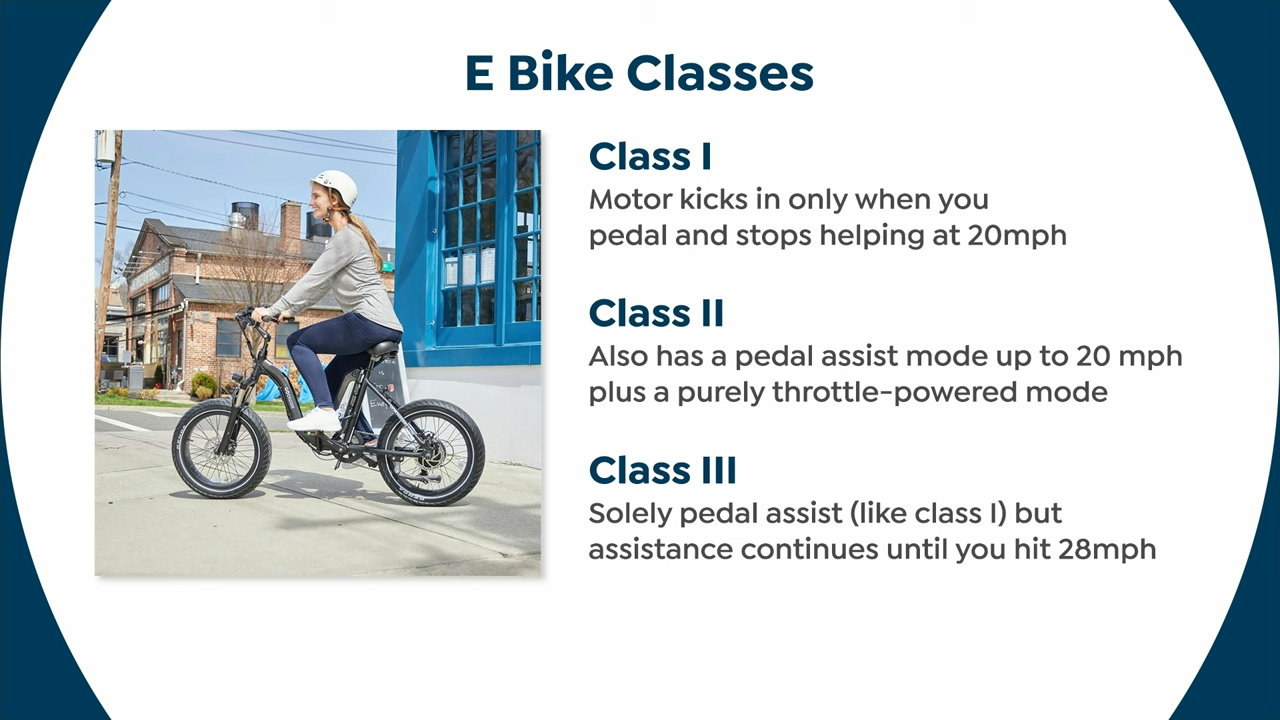 E Bike Classes
Class I
Motor kicks in only when you
pedal and stops helping at 20mph
Class II
Also has a pedal assist mode up to 20 mph
plus a purely throttle-powered mode
Class III
Solely pedal assist (like class I) but
assistance continues until you hit 28mph